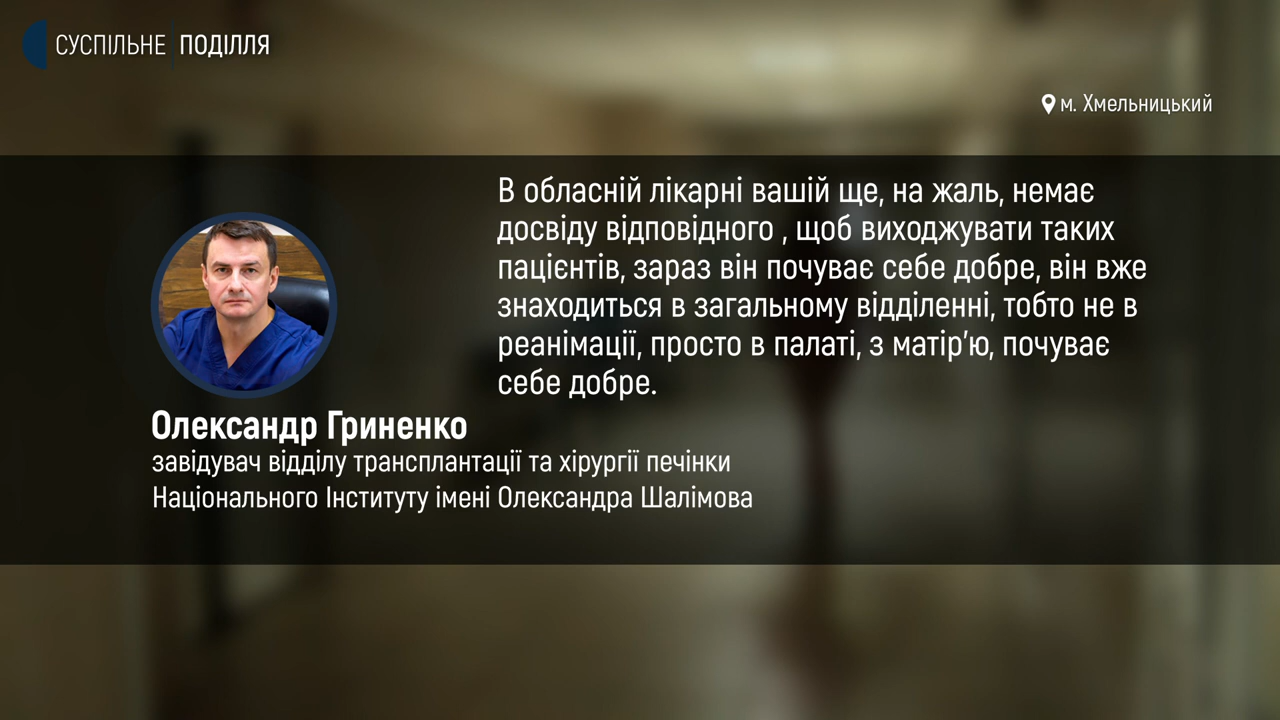 СУСПІЛЬНЕ ПОДІЛЛЯ
м. Хмельницький
В обласній лікарні вашій ще, на жаль, немає
досвіду відповідного , щоб виходжувати таких
пацієнтів, зараз він почуває себе добре, він вже
знаходиться в загальному відділенні, тобто не в
реанімації, просто в палаті, з матір’ю, почуває
себе добре.
Олександр Гриненко
завідувач відділу трансплантації та хірургії печінки
Національного Інституту імені Олександра Шалімова